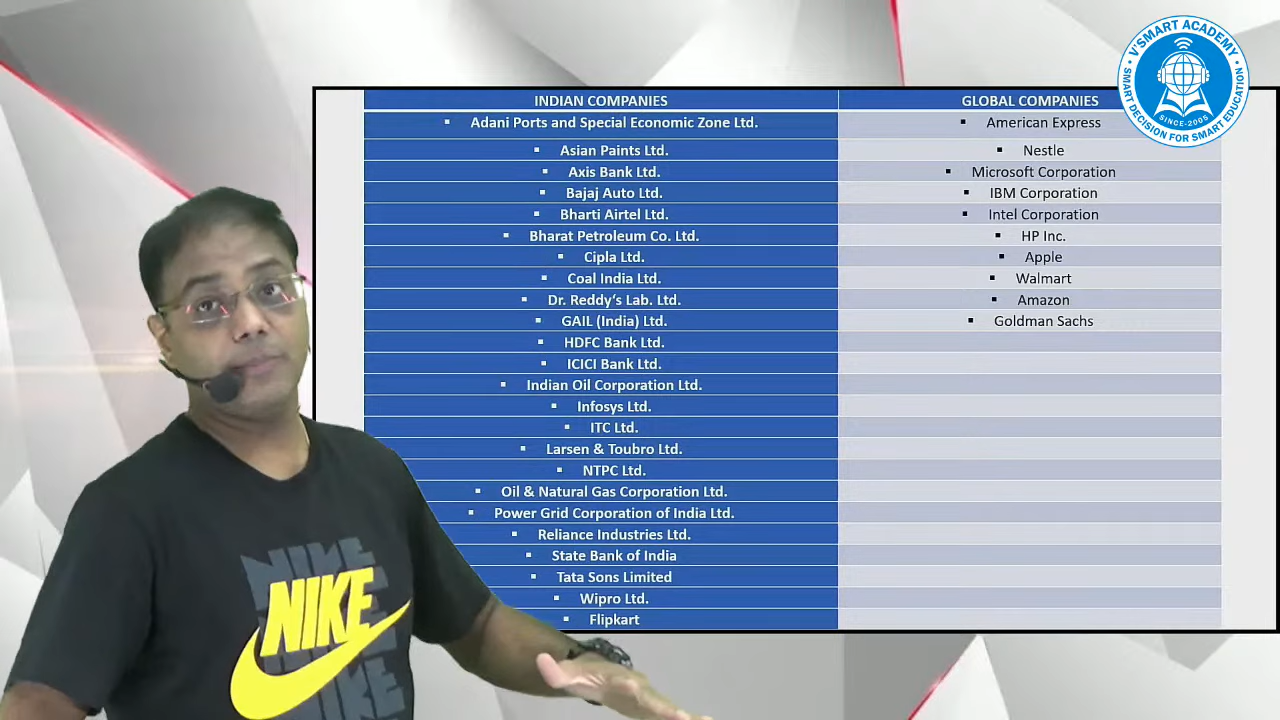 INDIAN COMPANIES
GLOBAL COMPANIES
▪ Adani Ports and Special Economic Zone Ltd.
▪ American Express
▪ Asian Paints Ltd.
▪ Nestle
▪ Axis Bank Ltd.
▪ Microsoft Corporation
▪ Bajaj Auto Ltd.
▪ IBM Corporation
▪ Bharti Airtel Ltd.
▪ Intel Corporation
▪ Bharat Petroleum Co. Ltd.
▪ HP Inc.
▪ Cipla Ltd.
▪ Apple
▪ Coal India Ltd.
▪ Walmart
▪ Dr. Reddy's Lab. Ltd.
▪ Amazon
▪ GAIL (India) Ltd.
▪ Goldman Sachs
▪ HDFC Bank Ltd.
▪ ICICI Bank Ltd.
▪ Indian Oil Corporation Ltd.
▪ Infosys Ltd.
▪ ITC Ltd.
▪ Larsen & Toubro Ltd.
▪ NTPC Ltd.
▪ Oil & Natural Gas Corporation Ltd.
▪ Power Grid Corporation of India Ltd.
▪ Reliance Industries Ltd.
▪ State Bank of India
▪ Tata Sons Limited
▪ Wipro Ltd.
▪ Flipkart
V'SMART ACADEMY
SMART DECISION FOR SMART EDUCATION
SINCE-2005
NIKE
NIKE
NIKE